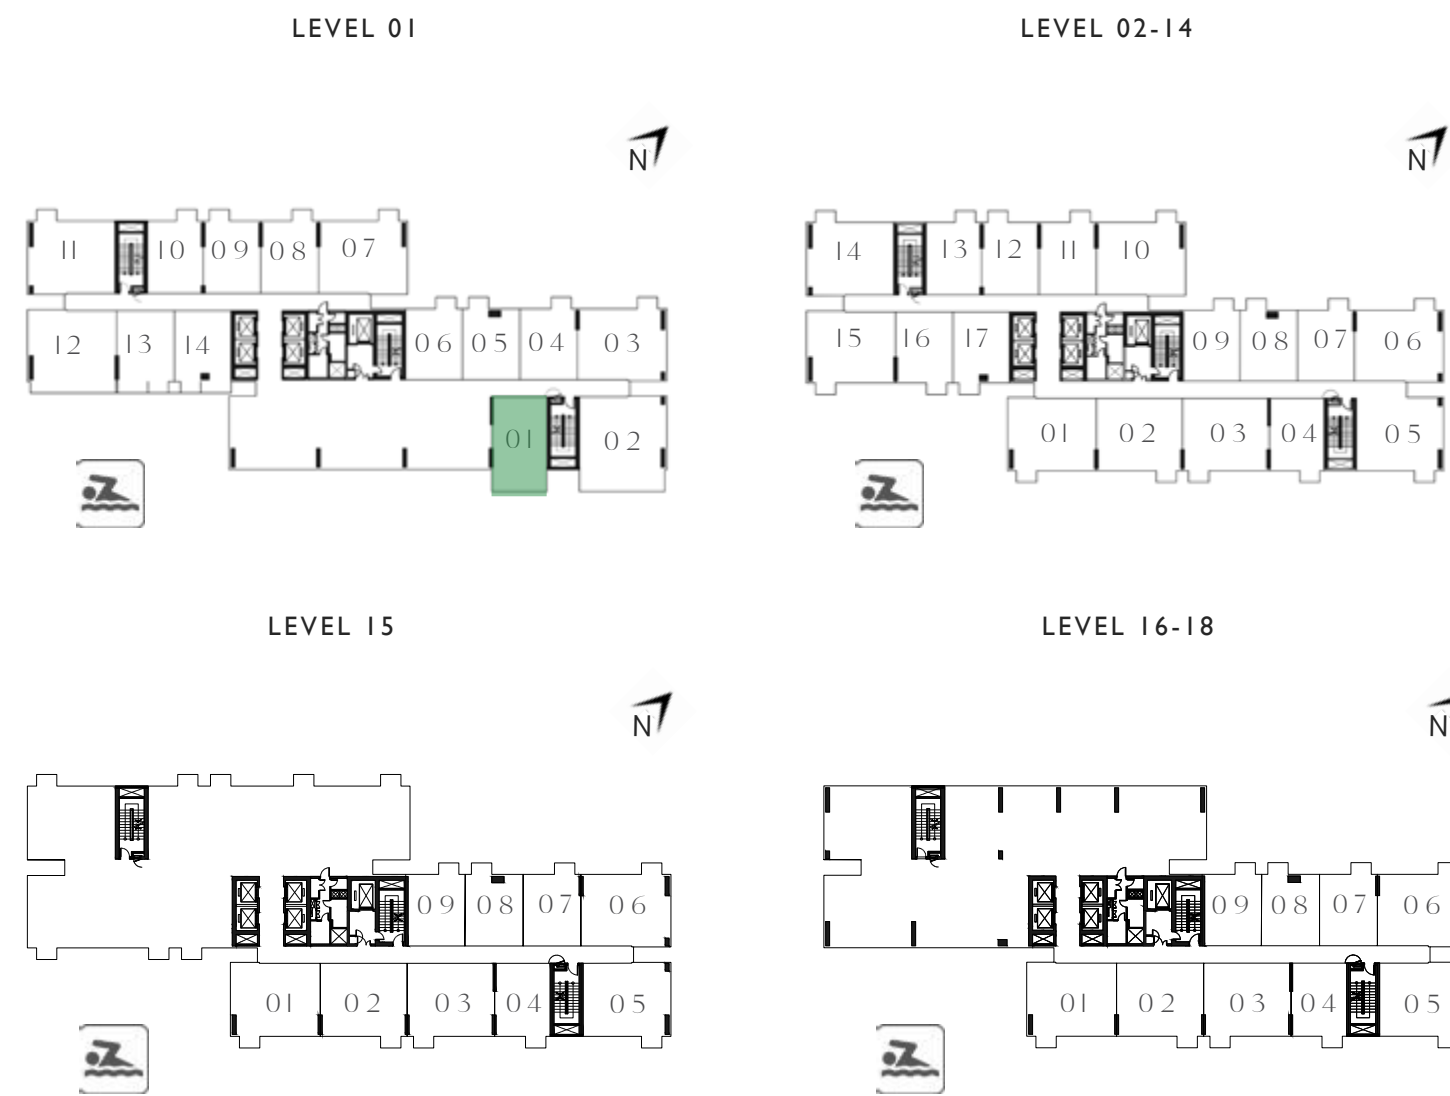 LEVEL 01
LEVEL 02-14
N
N
11 10 09 08 07
14 13 12 11 10
12 13 14 06 05 04 03
15 16 17 09 08 07 06
01 02
01 02 03 04 05
LEVEL 15
LEVEL 16-18
N
N
09 08 07 06
09 08 07 06
01 02 03 04 05
01 02 03 04 05